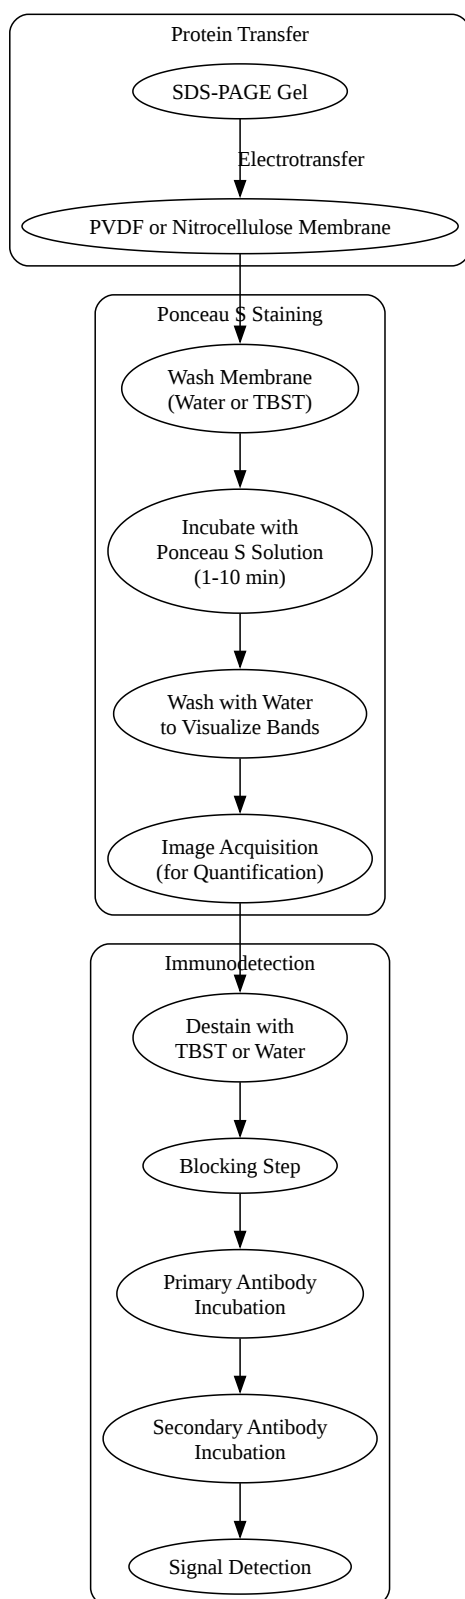 Protein Transfer
SDS-PAGE Gel
Electrotransfer
PVDF or Nitrocellulose Membrane
Ponceau S Staining
Wash Membrane
(Water or TBST)
Incubate with
Ponceau S Solution
(1-10 min)
Wash with Water
to Visualize Bands
Image Acquisition
(for Quantification)
Immunodetection
Destain with
TBST or Water
Blocking Step
Primary Antibody
Incubation
Secondary Antibody
Incubation
Signal Detection